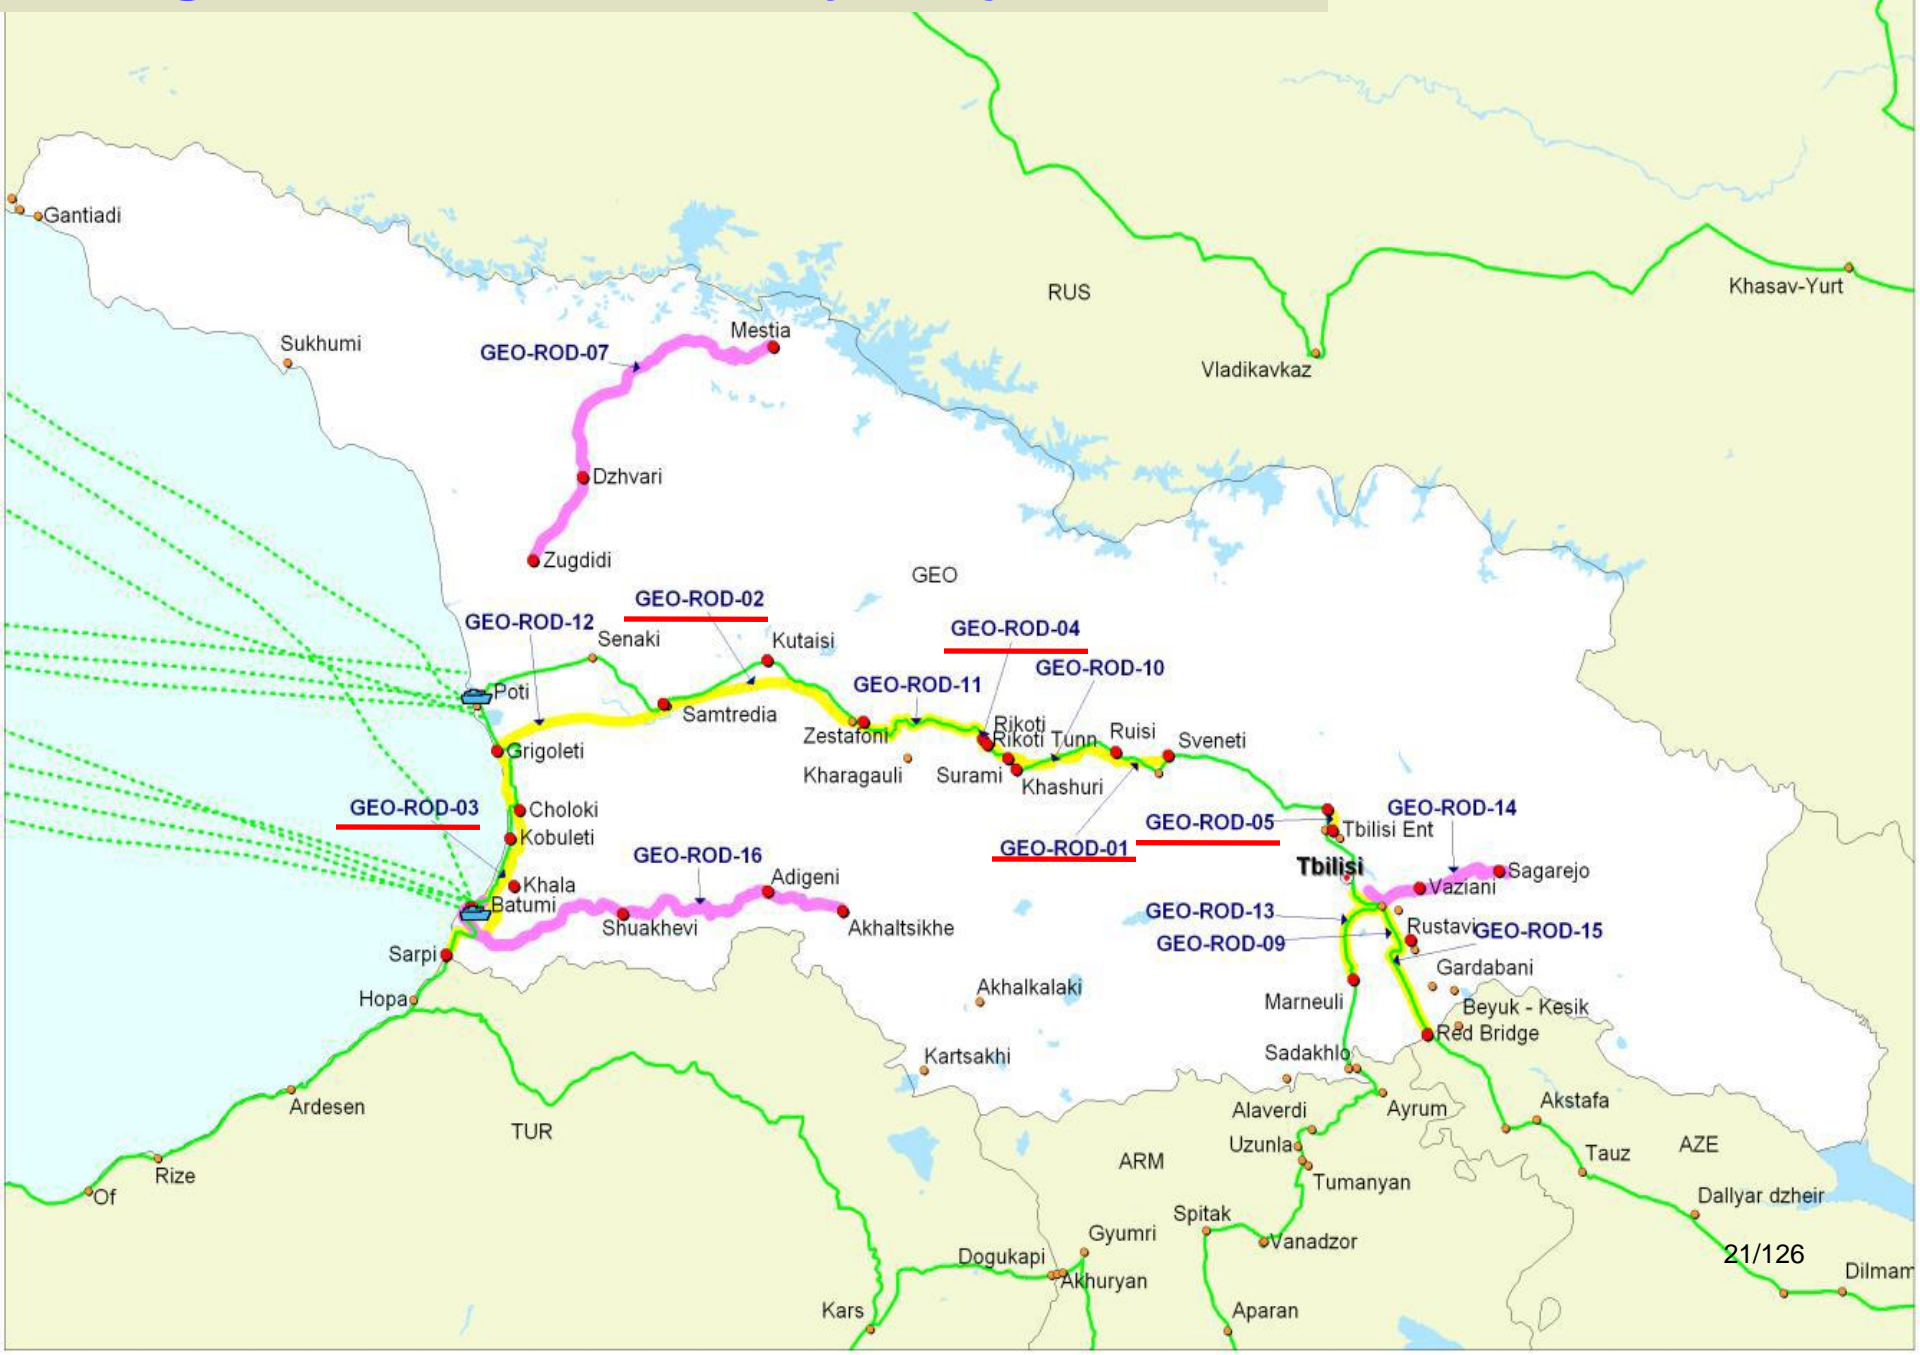 Gantiadi
RUS
Khasav-Yurt
Sukhumi
Mestia
GEO-ROD-07
Vladikavkaz
Dzhvari
Zugdidi
GEO
GEO-ROD-02
GEO-ROD-12
Senaki
Kutaisi
GEO-ROD-04
GEO-ROD-10
GEO-ROD-11
Poti
Samtredia
Zestafoni
Rikoti
Rikoti Tunn
Ruisi
Sveneti
Grigoleti
Kharagauli
Surami
Khashuri
GEO-ROD-03
Choloki
GEO-ROD-05
GEO-ROD-14
Kobuleti
Tbilisi Ent
GEO-ROD-01
GEO-ROD-16
Tbilisi
Adigeni
Khala
Vaziani
Sagarejo
Batumi
GEO-ROD-13
Shuakhevi
Akhaltsikhe
Rustavi
GEO-ROD-15
GEO-ROD-09
Sarpi
Gardabani
Akhalkalaki
Hopa
Marneuli
Beyuk - Kesik
Red Bridge
Kartsakhi
Sadakhlo
Ardesen
Alaverdi
Ayrum
Akstafa
TUR
Uzunla
ARM
AZE
Tauz
Rize
Tumanyan
Of
Dallyar dzheir
Spitak
Gyumri
Vanadzor
Dogukapi
21/126
Akhuryan
Dilmam
Kars
Aparan